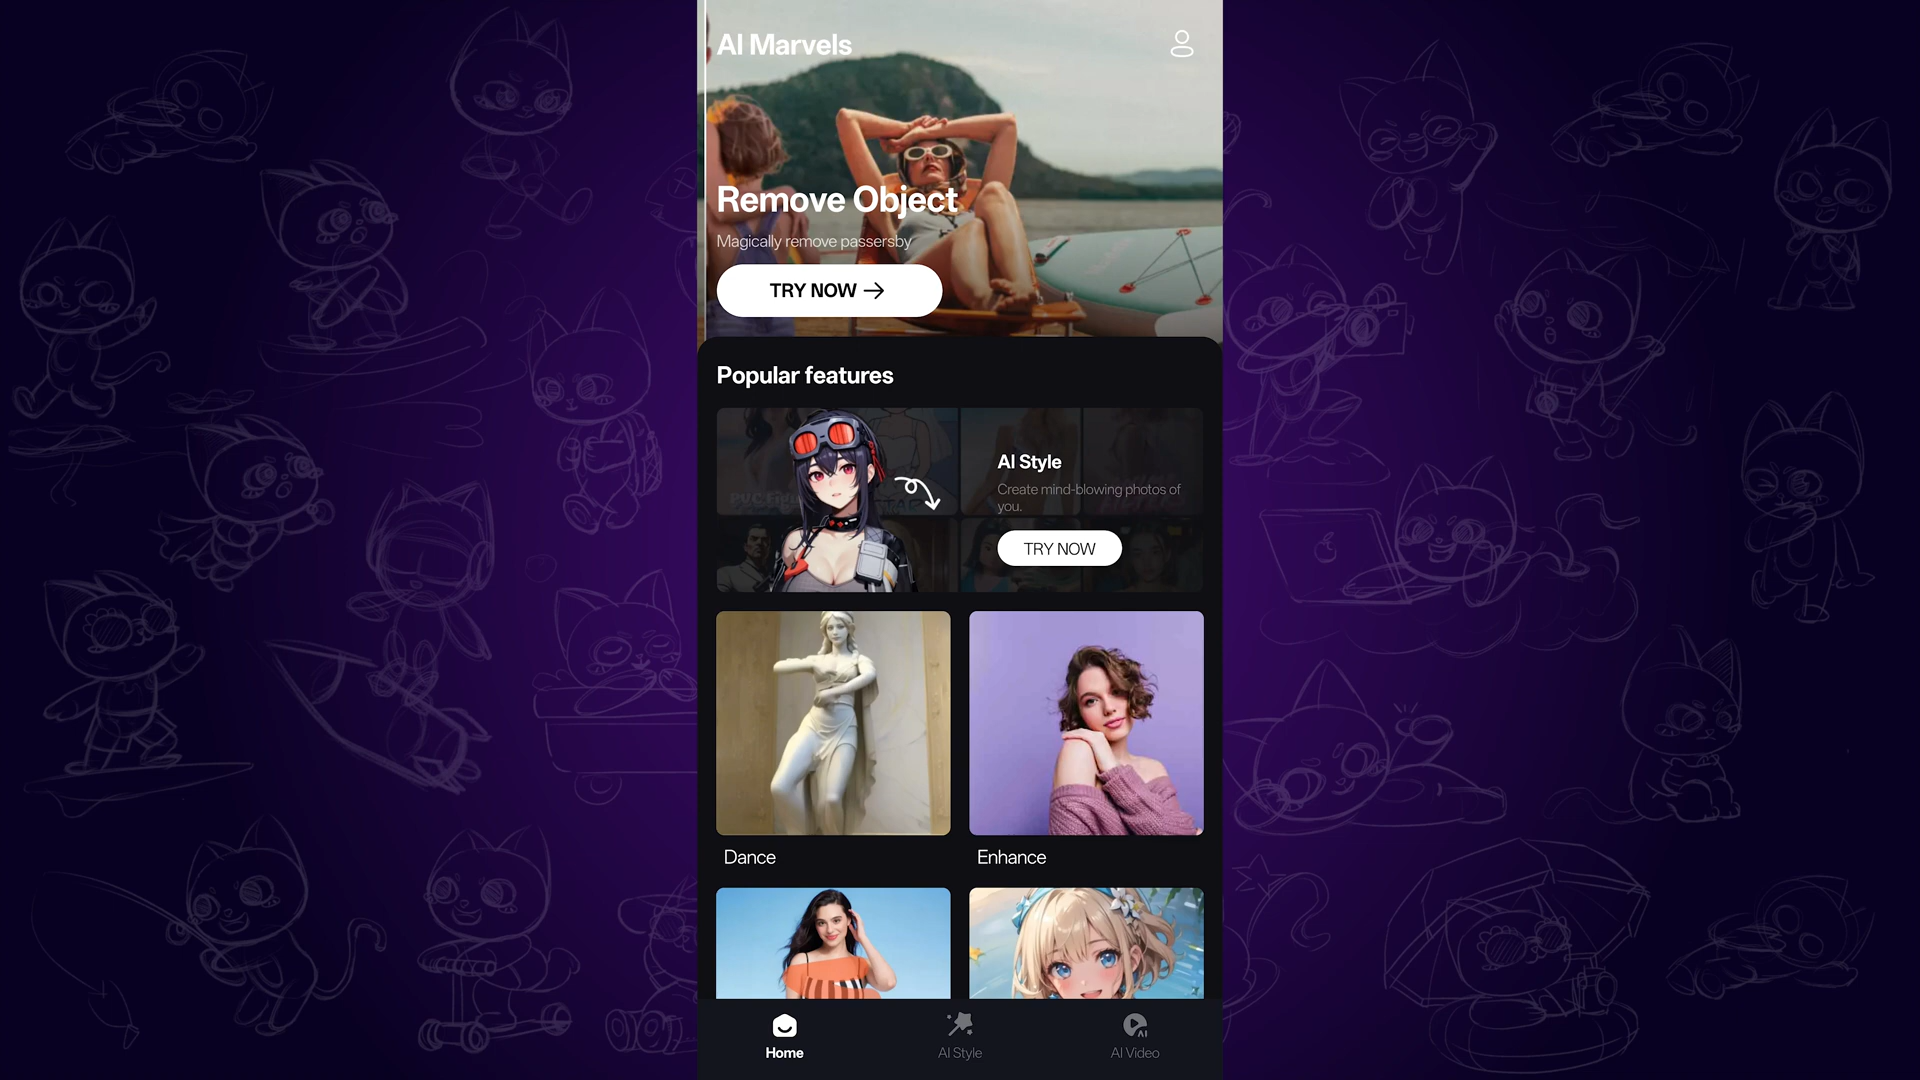 AI Marvels
Remove Object
Magically remove passersby
TRY NOW
Popular features
AI Style
Create mind-blowing photos of
you.
TRY NOW
Dance
Enhance
Home
AI Style
AI Video